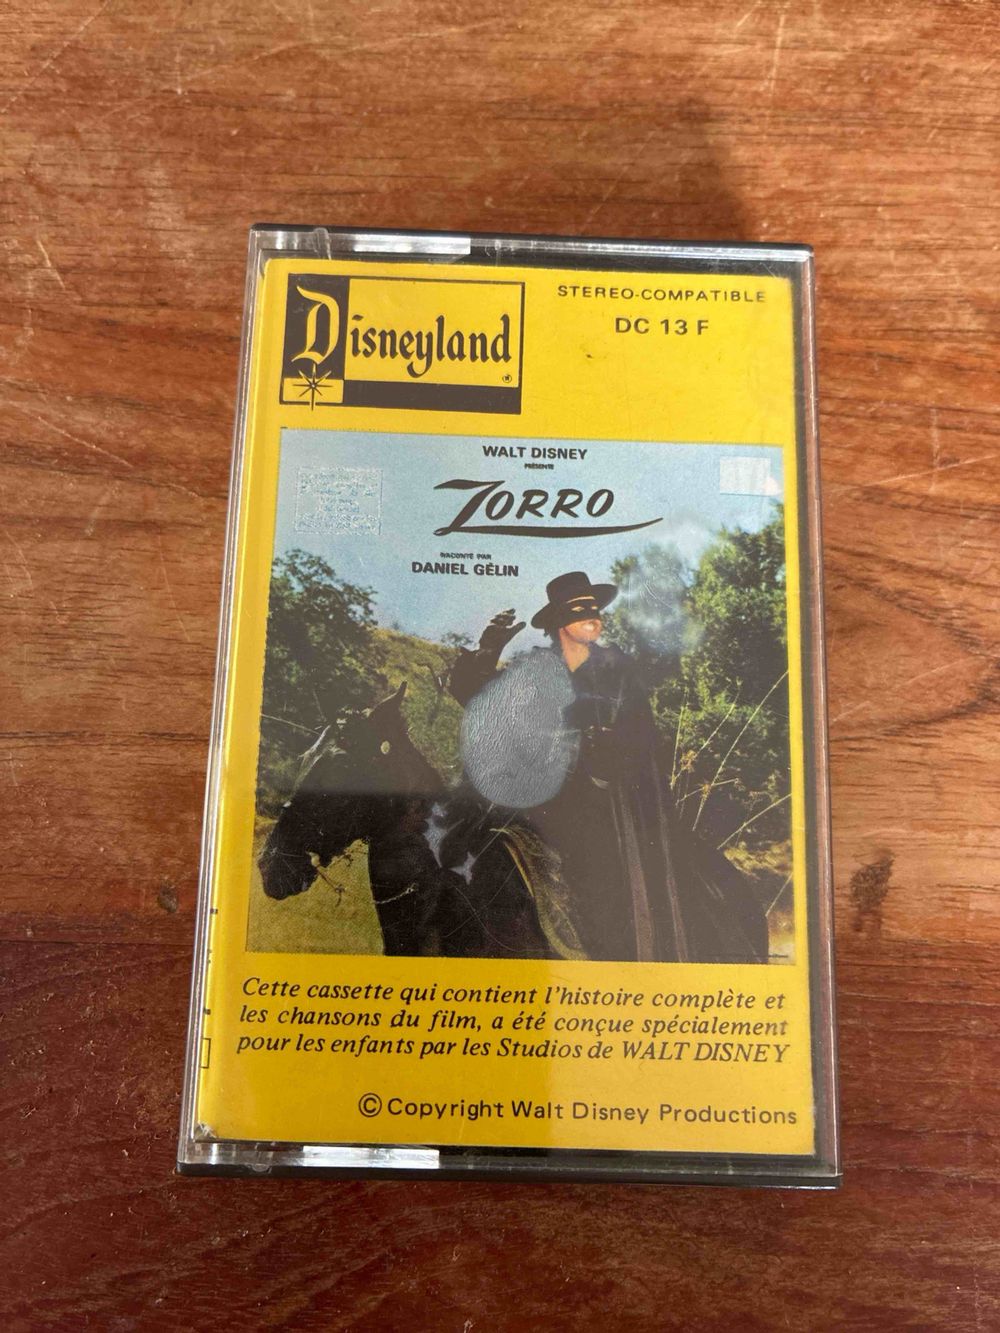 Disneyland
®
STEREO-COMPATIBLE
DC 13 F
WALT DISNEY
PRÉSENTE
ZORRO
RACONTÉ PAR
DANIEL GÉLIN
Cette cassette qui contient l'histoire complète et
les chansons du film, a été conçue spécialement
pour les enfants par les Studios de WALT DISNEY
© Copyright Walt Disney Productions